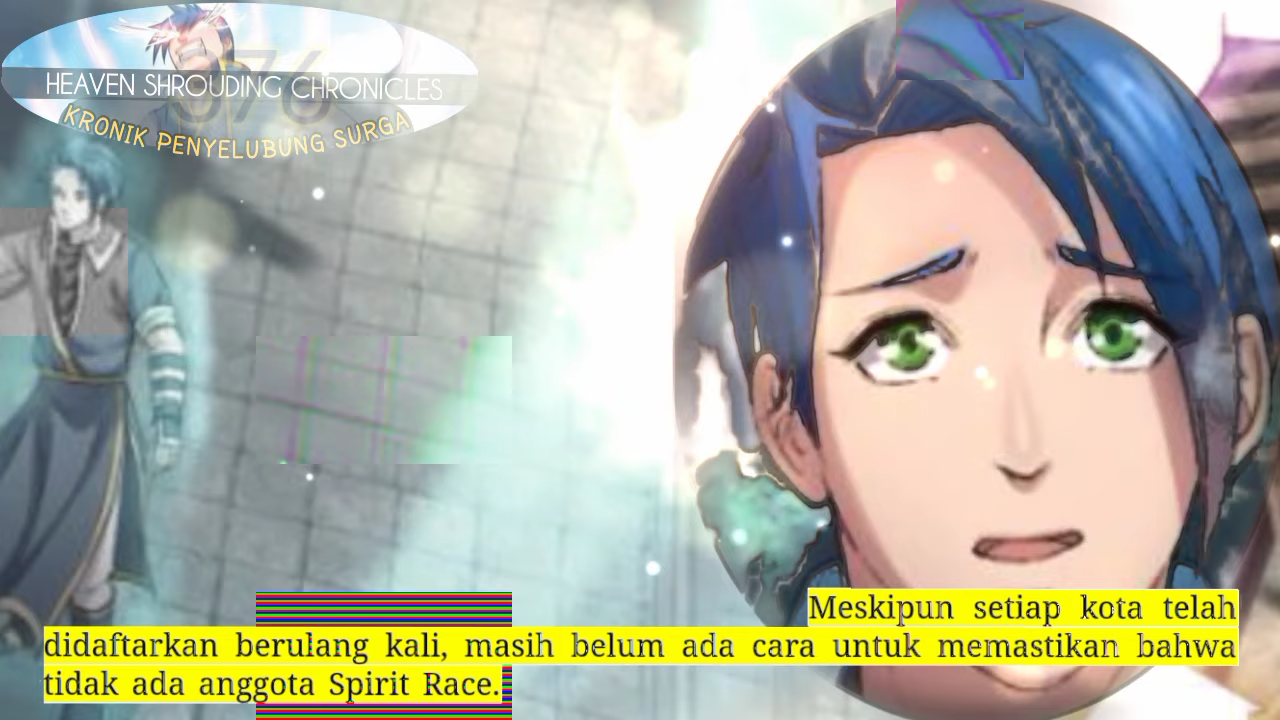 376
HEAVEN SHROUDING CHRONICLES
KRONIK PENYELUBUNG SURGA
Meskipun setiap kota telah
didaftarkan berulang kali, masih belum ada cara untuk memastikan bahwa
tidak ada anggota Spirit Race.